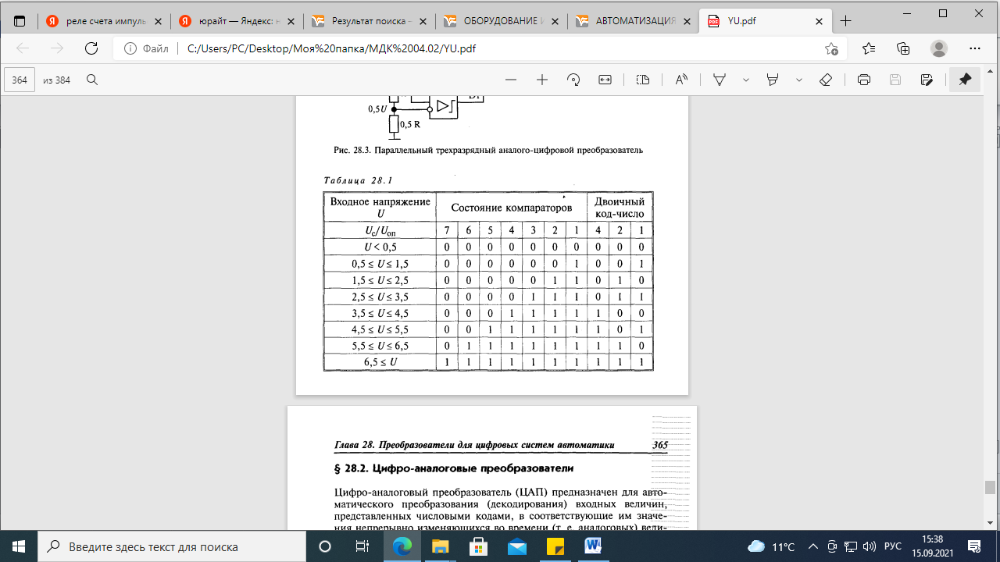 реле счета импуль
юрайт — Яндекс: н
Результат поиска –
ОБОРУДОВАНИЕ И
АВТОМАТИЗАЦИЯ
YU.pdf
Файл
C:/Users/PC/Desktop/Моя%20папка/МДК%2004.02/YU.pdf
364 из 384
0,5U
0,5 R
Рис. 28.3. Параллельный трехразрядный аналого-цифровой преобразователь
Таблица 28.1
Входное напряжение U Состояние компараторов Двоичный код-число
Uс/Uоп 7 6 5 4 3 2 1 4 2 1
U < 0,5 0 0 0 0 0 0 0 0 0 0
0,5 ≤ U ≤ 1,5 0 0 0 0 0 0 1 0 0 1
1,5 ≤ U ≤ 2,5 0 0 0 0 0 1 1 0 1 0
2,5 ≤ U ≤ 3,5 0 0 0 0 1 1 1 0 1 1
3,5 ≤ U ≤ 4,5 0 0 0 1 1 1 1 1 0 0
4,5 ≤ U ≤ 5,5 0 0 1 1 1 1 1 1 0 1
5,5 ≤ U ≤ 6,5 0 1 1 1 1 1 1 1 1 0
6,5 ≤ U 1 1 1 1 1 1 1 1 1 1
Глава 28. Преобразователи для цифровых систем автоматики 365
§ 28.2. Цифро-аналоговые преобразователи
Цифро-аналоговый преобразователь (ЦАП) предназначен для авто-
матического преобразования (декодирования) входных величин,
представленных числовыми кодами, в соответствующие им значе-
непрерывно изменяющихся во времени (т. е. аналоговых) вели-
Введите здесь текст для поиска
11°C
РУС
15:38
15.09.2021